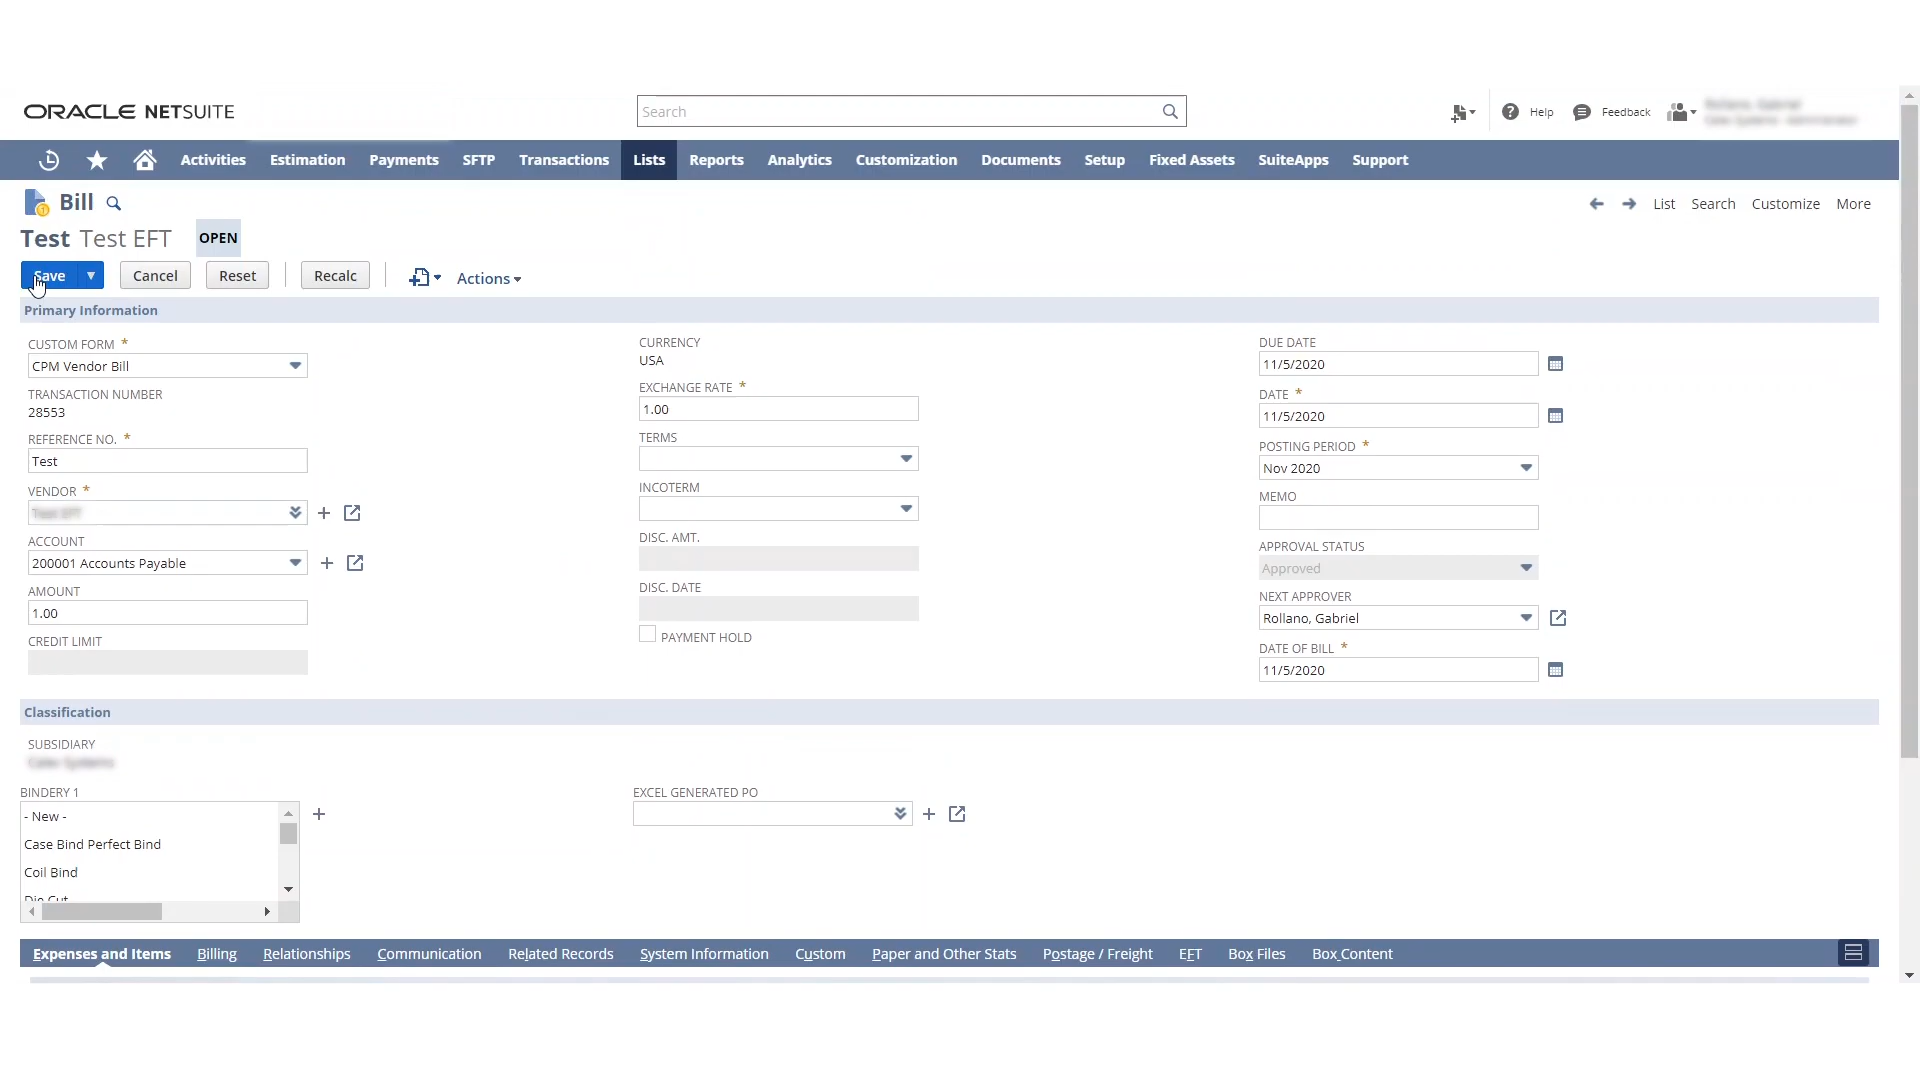 ORACLE NETSUITE
Search
Help
Feedback
Activities Estimation Payments SFTP Transactions Lists Reports Analytics Customization Documents Setup Fixed Assets SuiteApps Support
Bill
List Search Customize More
Test Test EFT OPEN
Save Cancel Reset Recalc Actions
Primary Information
CUSTOM FORM *
CPM Vendor Bill
TRANSACTION NUMBER
28553
REFERENCE NO. *
Test
VENDOR *
Test EFT
ACCOUNT
200001 Accounts Payable
AMOUNT
1.00
CREDIT LIMIT
CURRENCY
USA
EXCHANGE RATE *
1.00
TERMS
INCOTERM
DISC. AMT.
DISC. DATE
PAYMENT HOLD
DUE DATE
11/5/2020
DATE *
11/5/2020
POSTING PERIOD *
Nov 2020
MEMO
APPROVAL STATUS
Approved
NEXT APPROVER
Rollano, Gabriel
DATE OF BILL *
11/5/2020
Classification
SUBSIDIARY
BINDERY 1
- New -
Case Bind Perfect Bind
Coil Bind
Die Cut
EXCEL GENERATED PO
Expenses and Items Billing Relationships Communication Related Records System Information Custom Paper and Other Stats Postage / Freight EFT Box Files Box Content